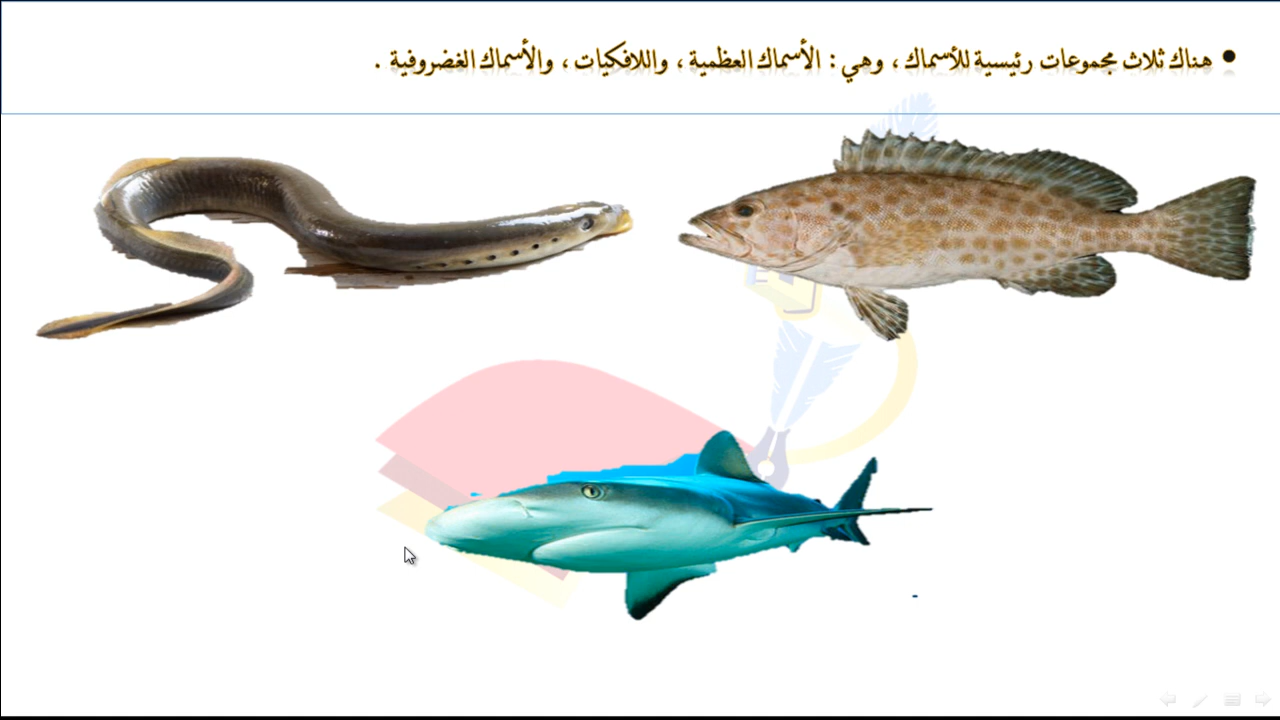 • هناك ثلاث مجموعات رئيسية للأسماك ، وهي : الأسماك العظمية ، واللافكيات ، والأسماك الغضروفية .